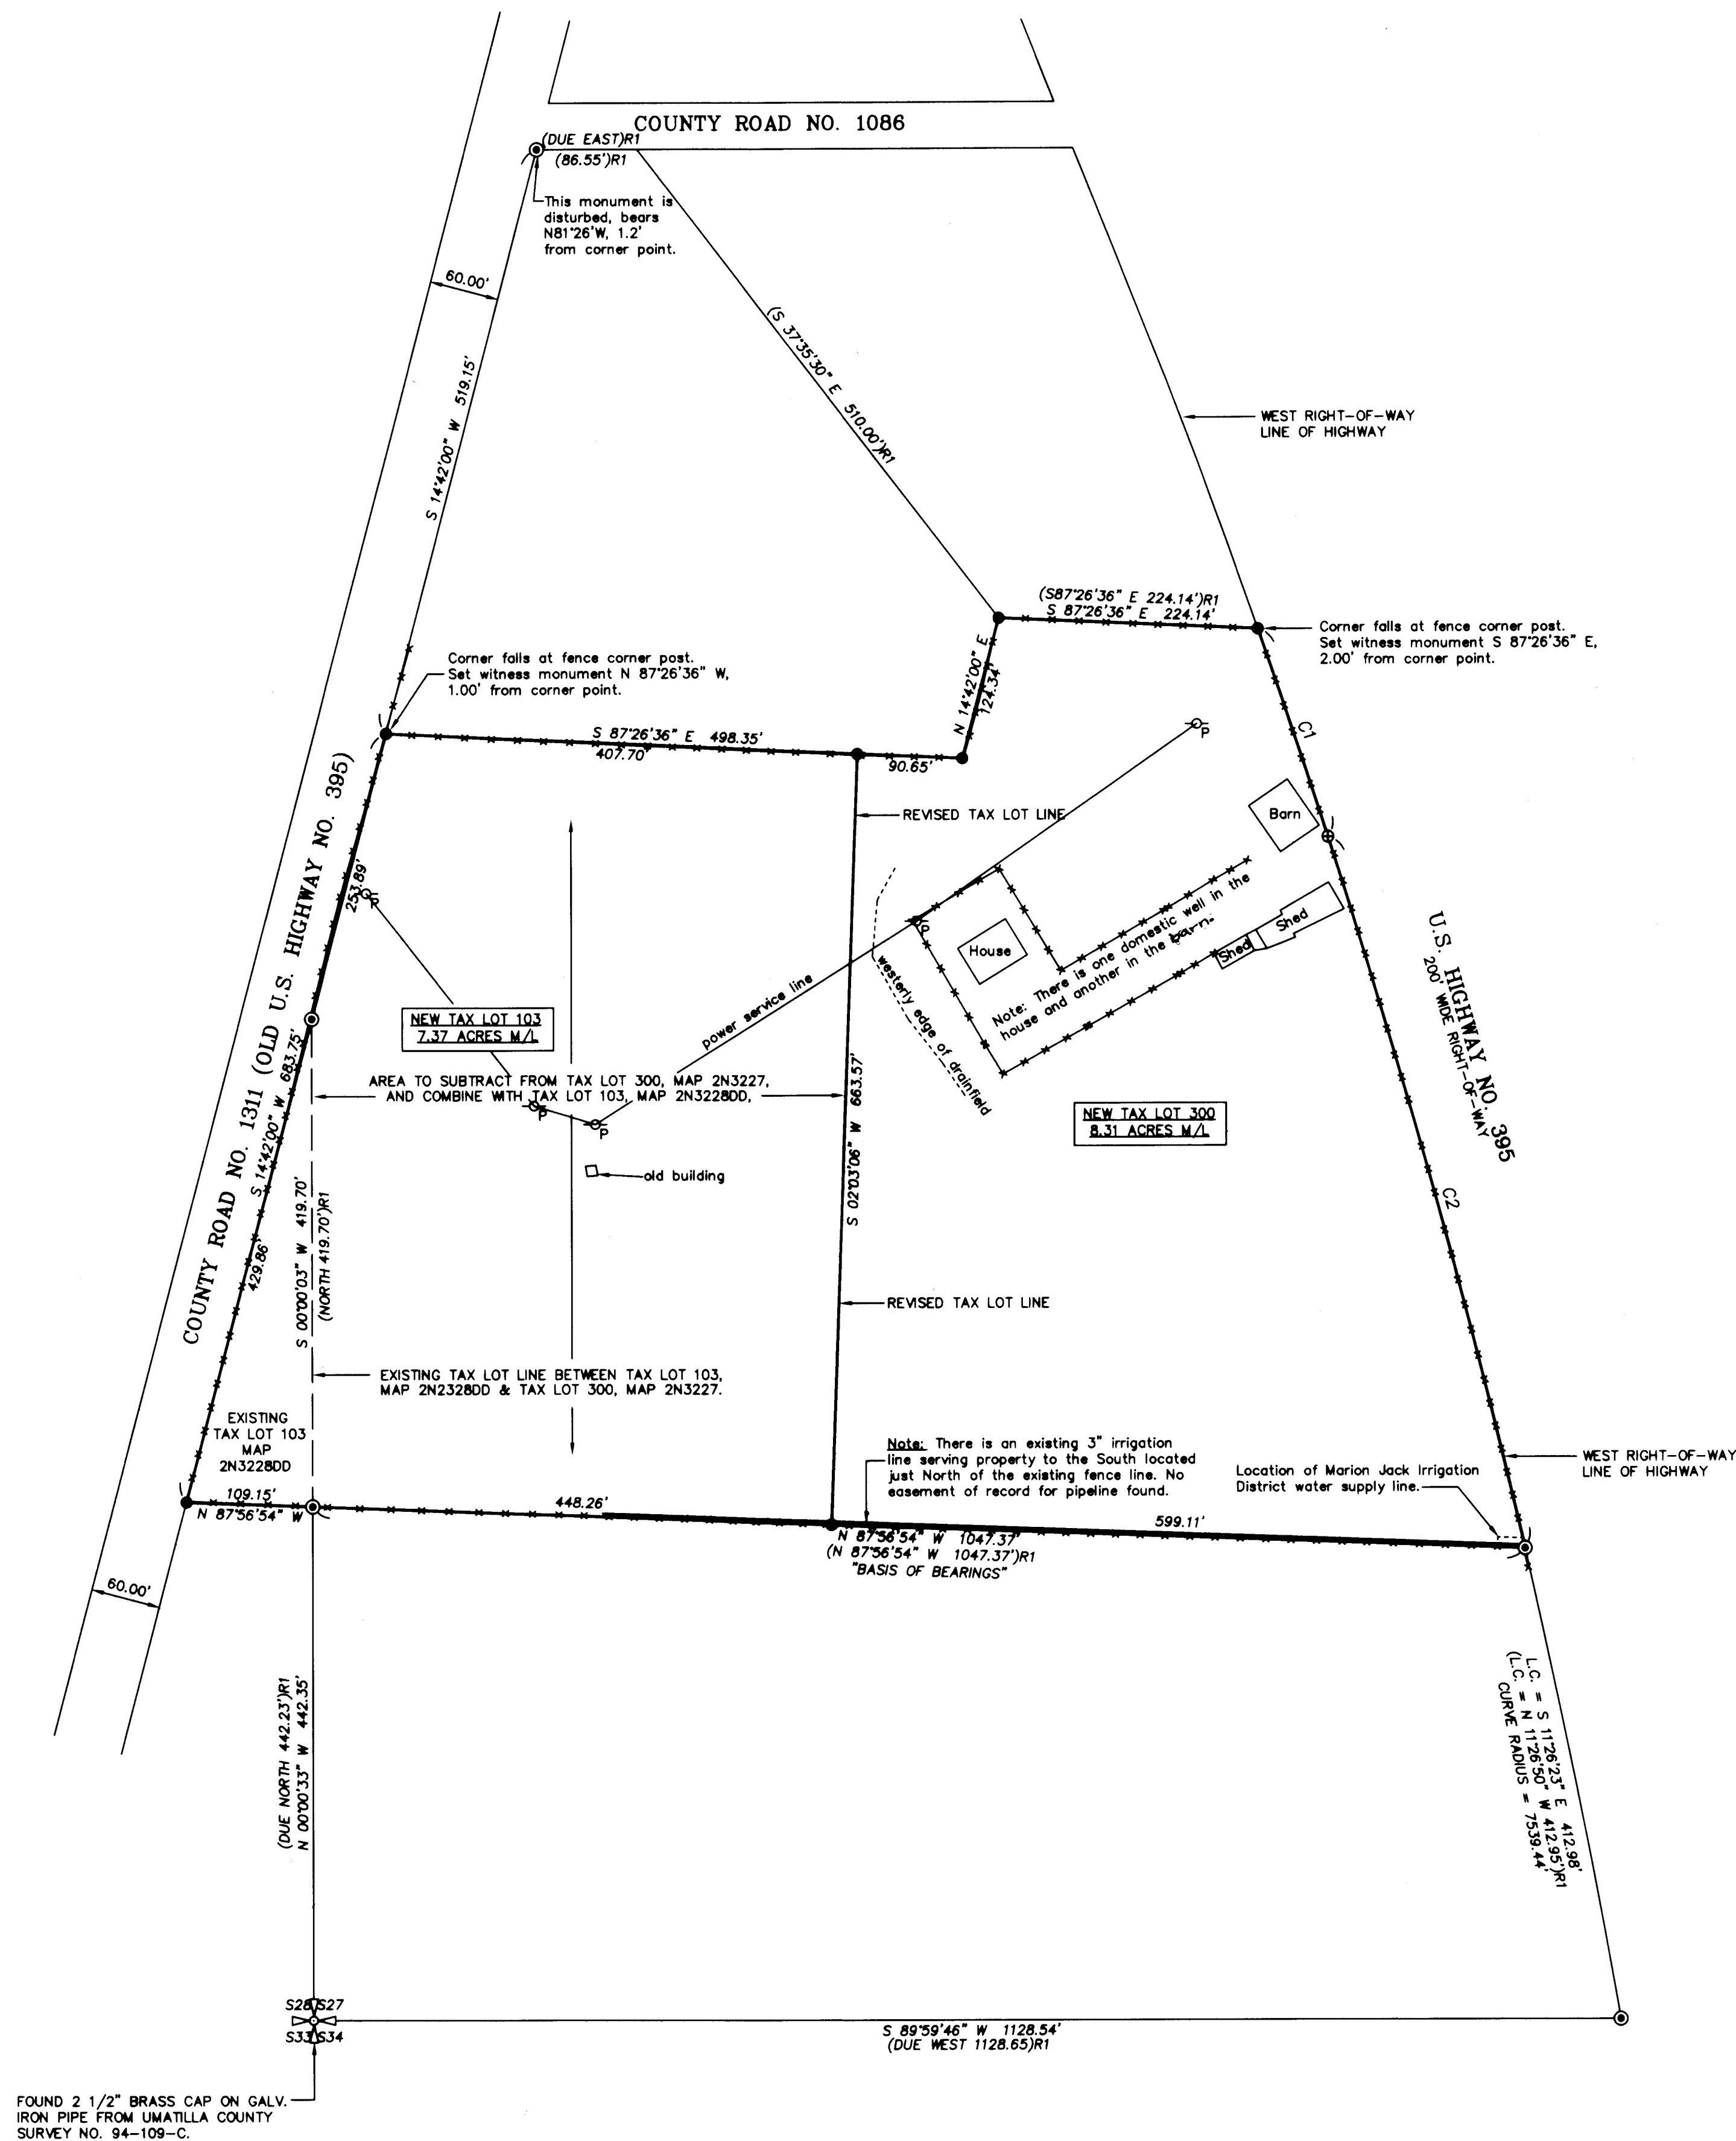 COUNTY ROAD NO. 1086
(DUE EAST)R1
(86.55')R1
This monument is
disturbed, bears
N81°26'W, 1.2'
from corner point.
60.00'
S 14°42'00" W 519.15'
(S 37°35'30" E 510.00')R1
WEST RIGHT-OF-WAY
LINE OF HIGHWAY
(S87°26'36" E 224.14')R1
S 87°26'36" E 224.14'
Corner falls at fence corner post.
Set witness monument S 87°26'36" E,
2.00' from corner point.
Corner falls at fence corner post.
Set witness monument N 87°26'36" W,
1.00' from corner point.
N 14°42'00" E
124.34'
S 87°26'36" E 498.35'
407.70'
90.65'
P
C1
REVISED TAX LOT LINE
Barn
COUNTY ROAD NO. 1311 (OLD U.S. HIGHWAY NO. 395)
253.89'
P
P
House
Note: There is one domestic well in the
house and another in the barn.
Shed
Shed
westerly edge of drainfield
power service line
U.S. HIGHWAY NO. 395
200' WIDE RIGHT-OF-WAY
NEW TAX LOT 103
7.37 ACRES M/L
AREA TO SUBTRACT FROM TAX LOT 300, MAP 2N3227,
AND COMBINE WITH TAX LOT 103, MAP 2N3228DD,
P
P
old building
NEW TAX LOT 300
8.31 ACRES M/L
S 14°42'00" W 683.75'
429.86'
S 00°00'03" W 419.70'
(NORTH 419.70')R1
S 02°03'06" W 663.57'
C2
REVISED TAX LOT LINE
EXISTING TAX LOT LINE BETWEEN TAX LOT 103,
MAP 2N2328DD & TAX LOT 300, MAP 2N3227.
EXISTING
TAX LOT 103
MAP
2N3228DD
Note: There is an existing 3" irrigation
line serving property to the South located
just North of the existing fence line. No
easement of record for pipeline found.
Location of Marion Jack Irrigation
District water supply line.
WEST RIGHT-OF-WAY
LINE OF HIGHWAY
109.15'
N 87°56'54" W
448.26'
599.11'
N 87°56'54" W 1047.37'
(N 87°56'54" W 1047.37')R1
"BASIS OF BEARINGS"
60.00'
(DUE NORTH 442.23')R1
N 00°00'33" W 442.35'
L.C. = S 11°26'23" E 412.98'
(L.C. = N 11°26'50" W 412.95')R1
CURVE RADIUS = 7539.44'
S28 S27
S33 S34
S 89°59'46" W 1128.54'
(DUE WEST 1128.65)R1
FOUND 2 1/2" BRASS CAP ON GALV.
IRON PIPE FROM UMATILLA COUNTY
SURVEY NO. 94-109-C.